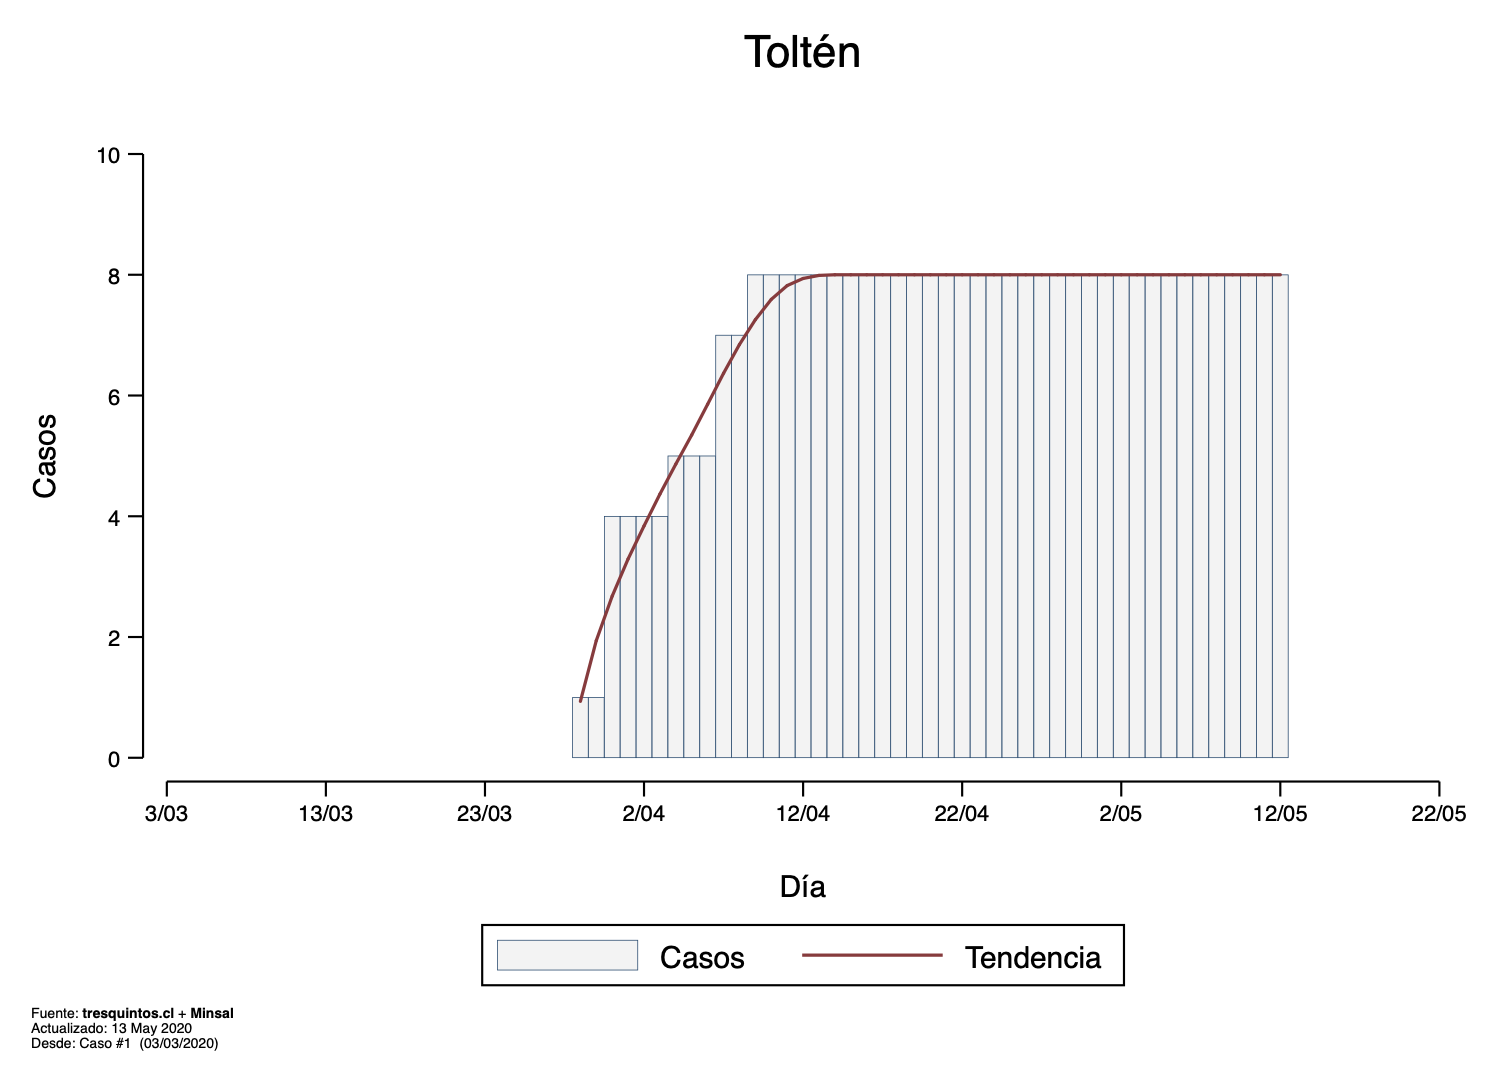 Toltén
10
8
6
4
2
0
Casos
3/03 13/03 23/03 2/04 12/04 22/04 2/05 12/05 22/05
Día
Casos Tendencia
Fuente: tresquintos.cl + Minsal
Actualizado: 13 May 2020
Desde: Caso #1 (03/03/2020)